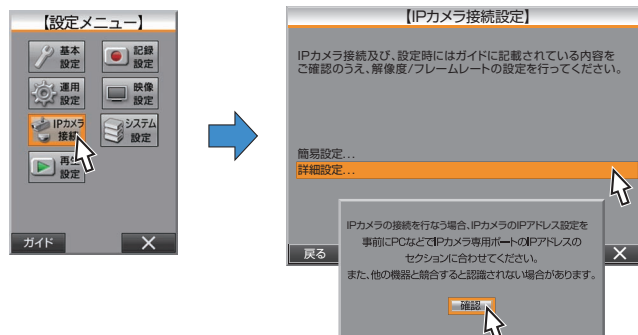 【設定メニュー】
基本
設定
記録
設定
運用
設定
映像
設定
IPカメラ
接続
システム
設定
再生
設定
ガイド
【IPカメラ接続設定】
IPカメラ接続及び、設定時にはガイドに記載されている内容を
ご確認のうえ、解像度/フレームレートの設定を行ってください。
簡易設定...
詳細設定...
戻る
IPカメラの接続を行なう場合、IPカメラのIPアドレス設定を
事前にPCなどでIPカメラ専用ポートのIPアドレスの
セクションに合わせてください。
また、他の機器と競合すると認識されない場合があります。
確認